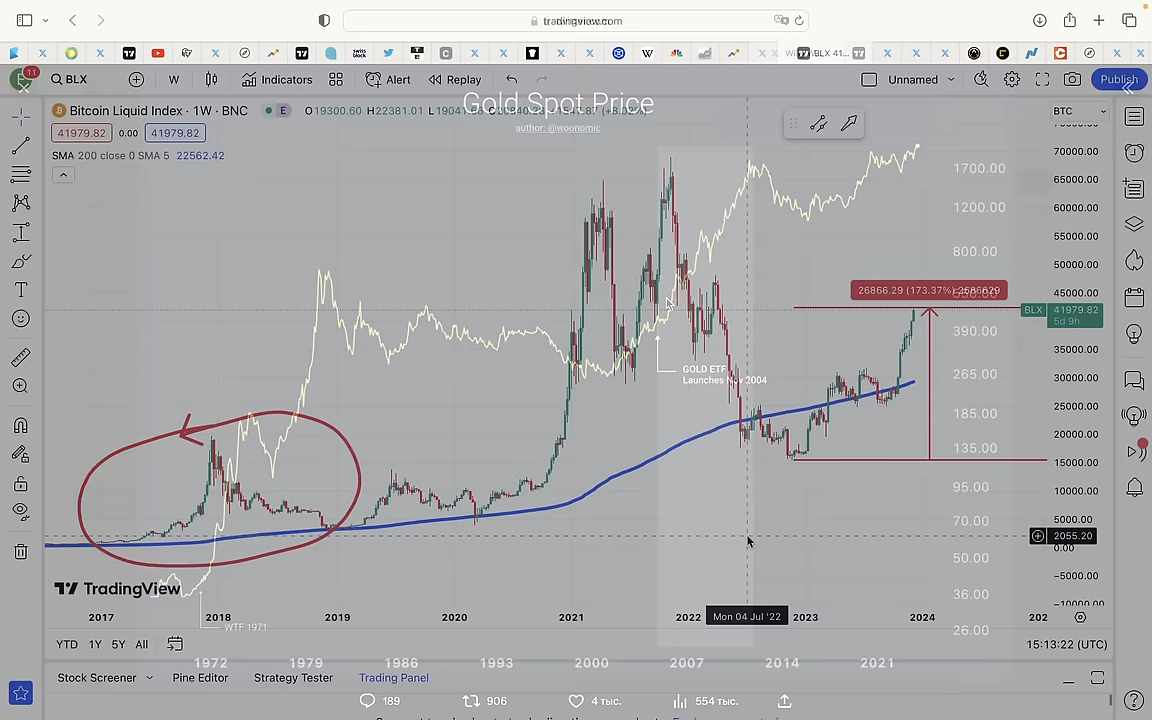 tradingview.com
11
BLX
W
Indicators
Alert
Replay
Unnamed
Publish
Gold Spot Price
author: @woonomic
Bitcoin Liquid Index · 1W · BNC
E
O19300.60 H22381.01
41979.82 0.00 41979.82
SMA 200 close 0 SMA 5 22562.42
BTC
70000.00
65000.00
60000.00
55000.00
50000.00
45000.00
BLX 41979.82
5d 9h
35000.00
30000.00
25000.00
20000.00
15000.00
10000.00
5000.00
2055.20
0.00
−5000.00
−10000.00
1700.00
1200.00
800.00
390.00
265.00
185.00
135.00
95.00
70.00
50.00
36.00
26.00
26866.29 (173.37%)
GOLD ETF
Launches Nov 2004
TradingView
WTF 1971
2017 2018 2019 2020 2021 2022 Mon 04 Jul '22 2023 2024 202
YTD 1Y 5Y All
15:13:22 (UTC)
1972 1979 1986 1993 2000 2007 2014 2021
Stock Screener Pine Editor Strategy Tester Trading Panel
189 906 4 тыс. 554 тыс.